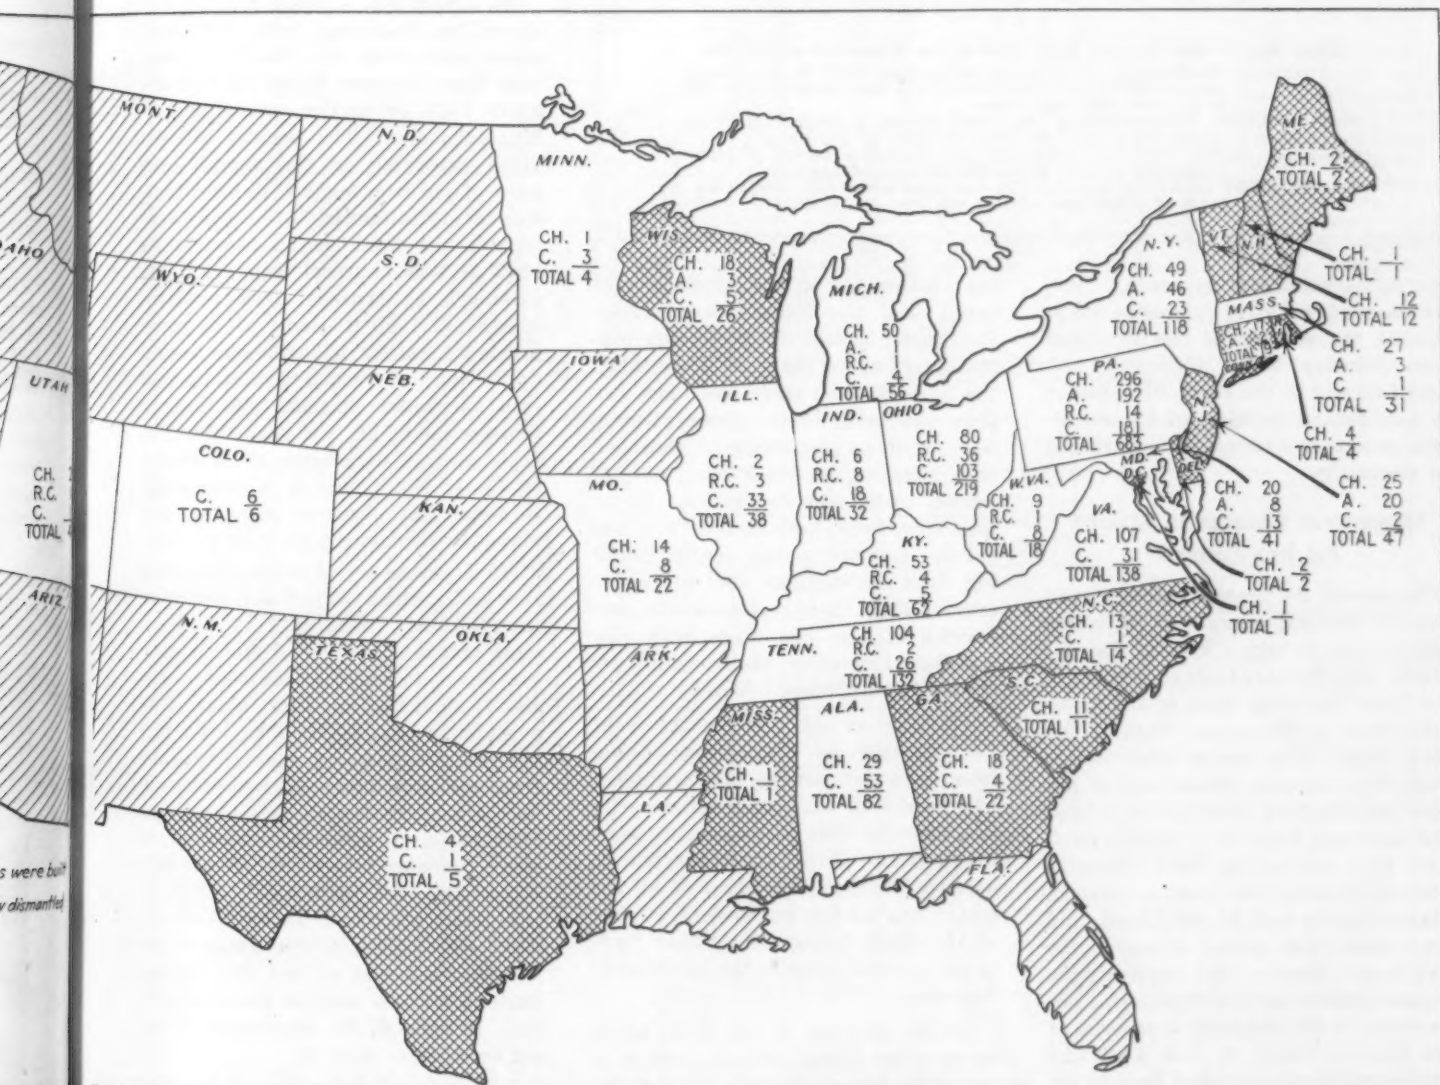 MONT.
N. D.
MINN.
CH. 1
C. 3
TOTAL 4
WIS.
CH. 18
A. 3
C. 5
TOTAL 26
MICH.
CH. 50
A. 1
R.C. 1
C. 4
TOTAL 56
N.Y.
CH. 49
A. 46
C. 23
TOTAL 118
ME.
CH. 2
TOTAL 2
VT.
N.H.
CH. 1
TOTAL 1
CH. 12
TOTAL 12
MASS.
CH. 27
A. 3
C 1
TOTAL 31
CH. 4
TOTAL 4
AHO
WYO.
S. D.
IOWA
NEB.
UTAH
CH.
R.C.
C.
TOTAL
COLO.
C. 6
TOTAL 6
KAN.
MO.
CH. 14
C. 8
TOTAL 22
ILL.
CH. 2
R.C. 3
C. 33
TOTAL 38
IND.
CH. 6
R.C. 8
C. 18
TOTAL 32
OHIO
CH. 80
R.C. 36
C. 103
TOTAL 219
PA.
CH. 296
A. 192
R.C. 14
C. 181
TOTAL 683
N.
J.
CH. 25
A. 20
C. 2
TOTAL 47
MD.
D.C.
DEL.
CH. 20
A. 8
C. 13
TOTAL 41
CH. 2
TOTAL 2
CH. 1
TOTAL 1
W.VA.
CH. 9
R.C. 1
C. 8
TOTAL 18
VA.
CH. 107
C. 31
TOTAL 138
KY.
CH. 53
R.C. 4
C. 5
TOTAL 62
ARIZ
N. M.
OKLA.
ARK.
TENN.
CH. 104
R.C. 2
C. 26
TOTAL 132
N.C.
CH. 13
C. 1
TOTAL 14
S.C.
CH. 11
TOTAL 11
TEXAS
CH. 4
C. 1
TOTAL 5
LA.
MISS.
CH. 1
TOTAL 1
ALA.
CH. 29
C. 53
TOTAL 82
GA
CH. 18
C. 4
TOTAL 22
FLA.
s were built
dismantled